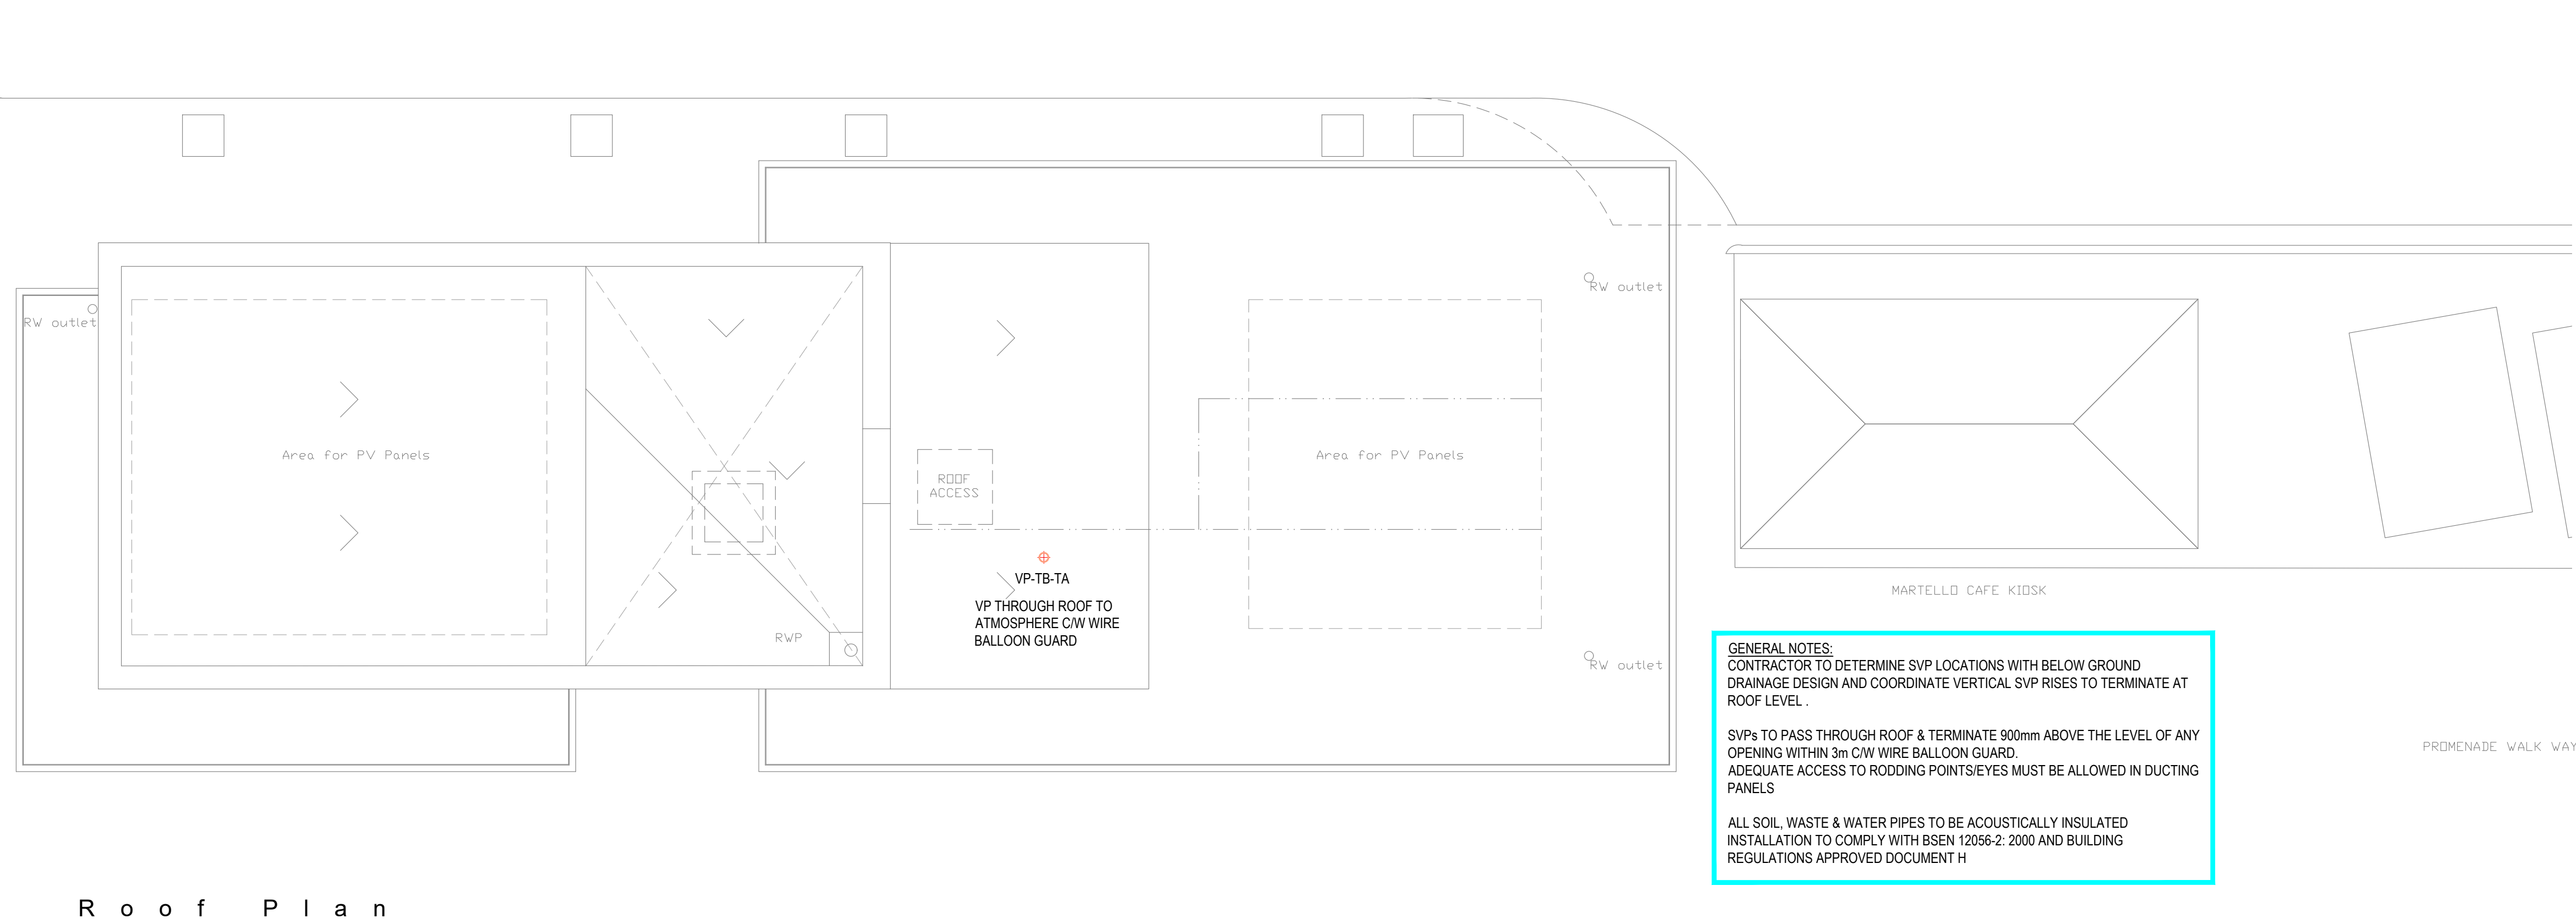 RW outlet
RW outlet
Area for PV Panels
Area for PV Panels
ROOF
ACCESS
VP-TB-TA
VP THROUGH ROOF TO
ATMOSPHERE C/W WIRE
BALLOON GUARD
RWP
RW outlet
MARTELLO CAFE KIOSK
GENERAL NOTES:
CONTRACTOR TO DETERMINE SVP LOCATIONS WITH BELOW GROUND
DRAINAGE DESIGN AND COORDINATE VERTICAL SVP RISES TO TERMINATE AT
ROOF LEVEL .
SVPs TO PASS THROUGH ROOF & TERMINATE 900mm ABOVE THE LEVEL OF ANY
OPENING WITHIN 3m C/W WIRE BALLOON GUARD.
ADEQUATE ACCESS TO RODDING POINTS/EYES MUST BE ALLOWED IN DUCTING
PANELS
ALL SOIL, WASTE & WATER PIPES TO BE ACOUSTICALLY INSULATED
INSTALLATION TO COMPLY WITH BSEN 12056-2: 2000 AND BUILDING
REGULATIONS APPROVED DOCUMENT H
PROMENADE WALK WAY
Roof Plan